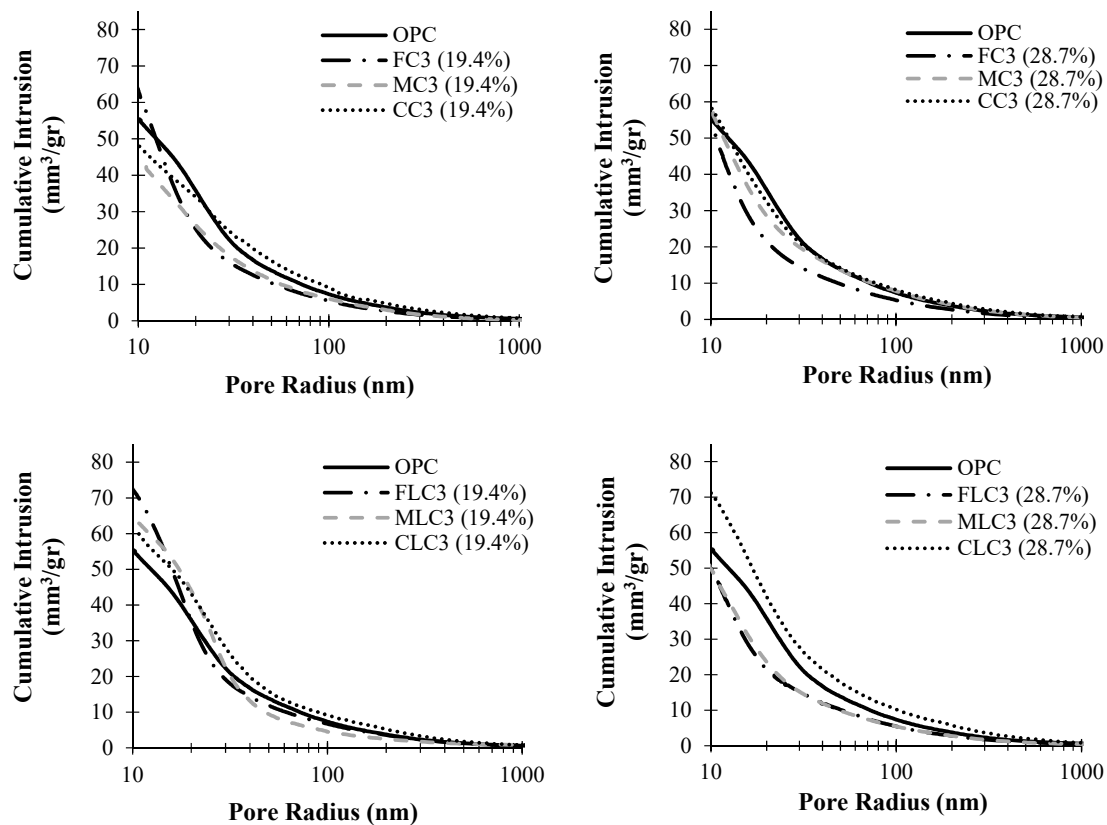 80
70
60
50
40
30
20
10
0
Cumulative Intrusion
(mm³/gr)
OPC
FC3 (19.4%)
MC3 (19.4%)
CC3 (19.4%)
10
100
1000
Pore Radius (nm)
80
70
60
50
40
30
20
10
0
Cumulative Intrusion
(mm³/gr)
OPC
FC3 (28.7%)
MC3 (28.7%)
CC3 (28.7%)
10
100
1000
Pore Radius (nm)
80
70
60
50
40
30
20
10
0
Cumulative Intrusion
(mm³/gr)
OPC
FLC3 (19.4%)
MLC3 (19.4%)
CLC3 (19.4%)
10
100
1000
Pore Radius (nm)
80
70
60
50
40
30
20
10
0
Cumulative Intrusion
(mm³/gr)
OPC
FLC3 (28.7%)
MLC3 (28.7%)
CLC3 (28.7%)
10
100
1000
Pore Radius (nm)